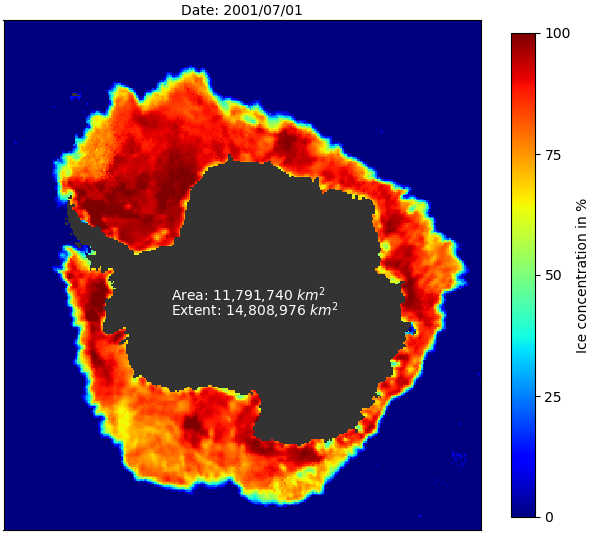 Date: 2001/07/01
100
75
50
25
0
Ice concentration in %
Area: 11,791,740 km²
Extent: 14,808,976 km²